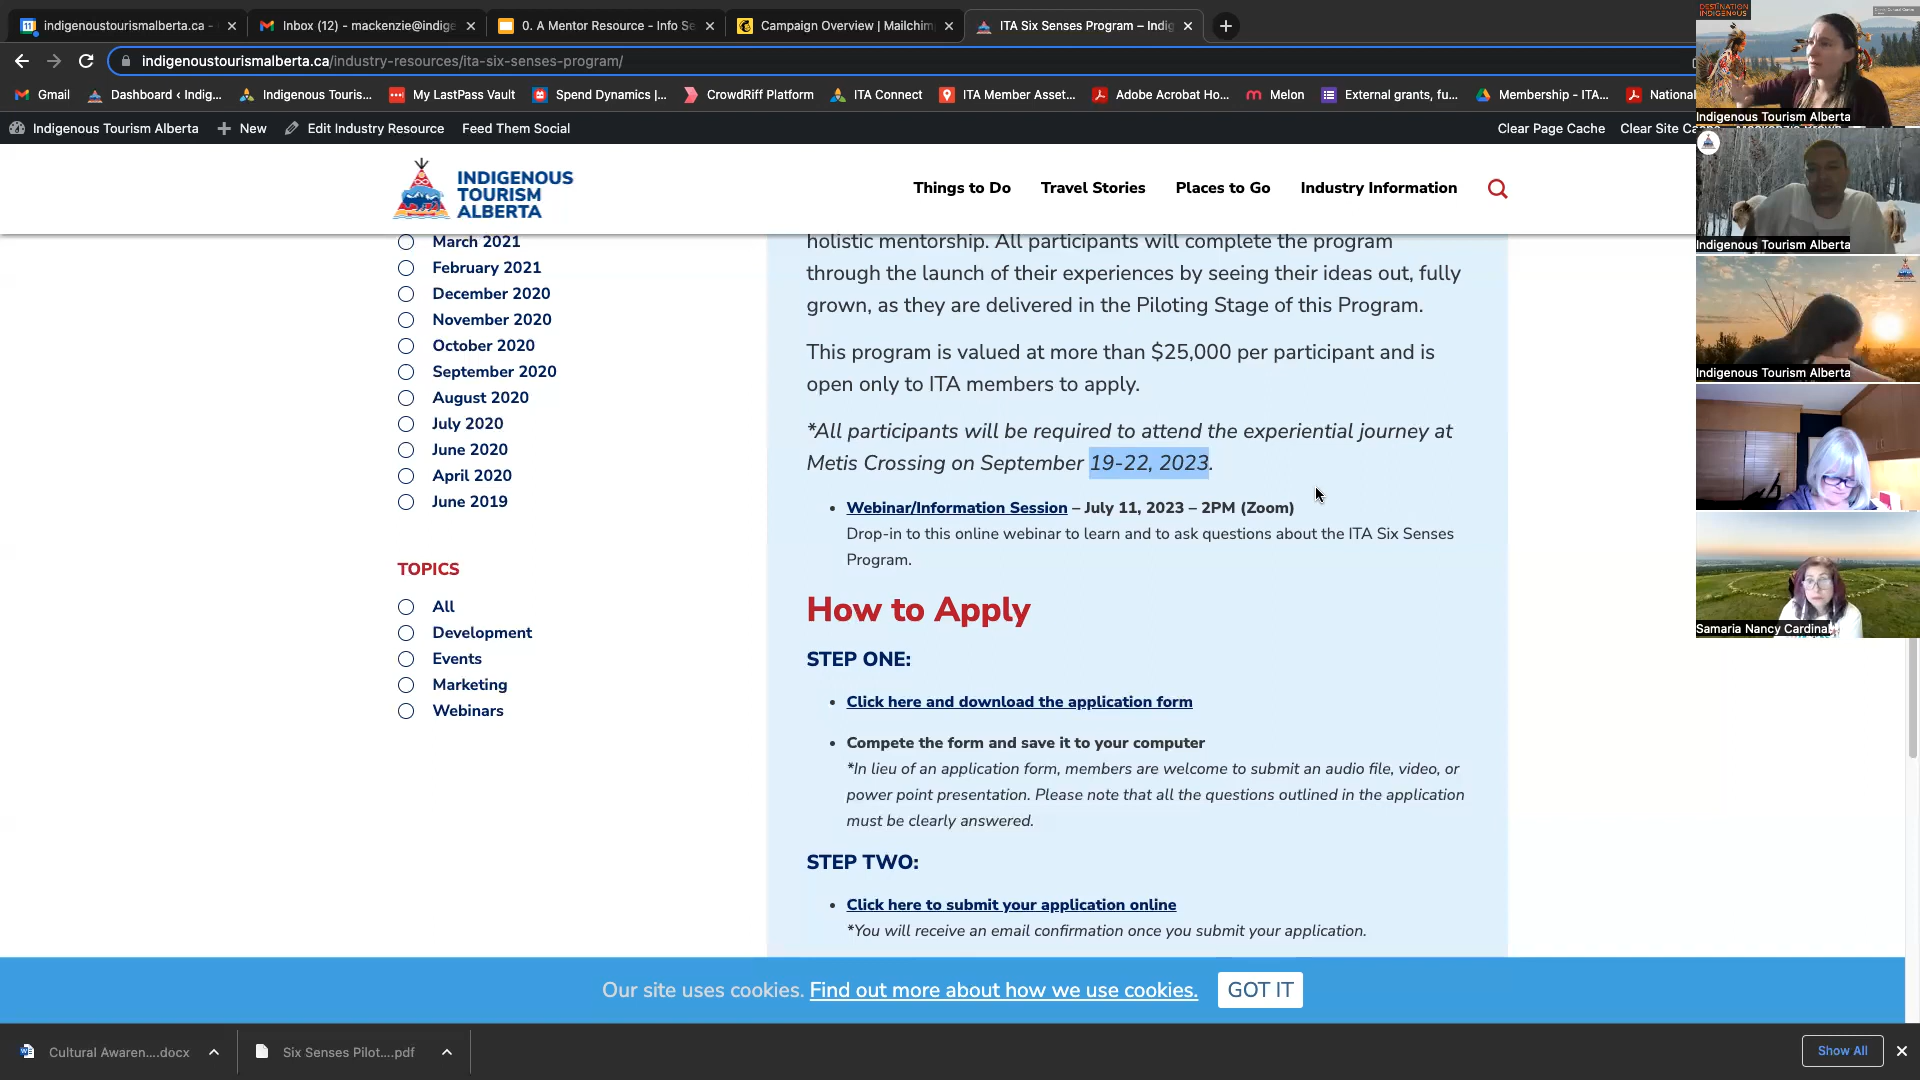 indigenoustourismalberta.ca -
Inbox (12) - mackenzie@indige
0. A Mentor Resource - Info Se
Campaign Overview | Mailchim
ITA Six Senses Program – Indig
indigenoustourismalberta.ca/industry-resources/ita-six-senses-program/
Gmail
Dashboard ‹ Indig...
Indigenous Touris...
My LastPass Vault
Spend Dynamics |...
CrowdRiff Platform
ITA Connect
ITA Member Asset...
Adobe Acrobat Ho...
Melon
External grants, fu...
Membership - ITA...
National
Indigenous Tourism Alberta
New
Edit Industry Resource
Feed Them Social
Clear Page Cache
Clear Site Ca
INDIGENOUS
TOURISM
ALBERTA
Things to Do
Travel Stories
Places to Go
Industry Information
March 2021
February 2021
December 2020
November 2020
October 2020
September 2020
August 2020
July 2020
June 2020
April 2020
June 2019
TOPICS
All
Development
Events
Marketing
Webinars
holistic mentorship. All participants will complete the program
through the launch of their experiences by seeing their ideas out, fully
grown, as they are delivered in the Piloting Stage of this Program.
This program is valued at more than $25,000 per participant and is
open only to ITA members to apply.
*All participants will be required to attend the experiential journey at
Metis Crossing on September 19-22, 2023.
Webinar/Information Session – July 11, 2023 – 2PM (Zoom)
Drop-in to this online webinar to learn and to ask questions about the ITA Six Senses
Program.
How to Apply
STEP ONE:
Click here and download the application form
Compete the form and save it to your computer
*In lieu of an application form, members are welcome to submit an audio file, video, or
power point presentation. Please note that all the questions outlined in the application
must be clearly answered.
STEP TWO:
Click here to submit your application online
*You will receive an email confirmation once you submit your application.
Our site uses cookies. Find out more about how we use cookies.
GOT IT
Cultural Awaren....docx
Six Senses Pilot....pdf
Show All
DESTINATION
INDIGENOUS
Indigenous Tourism Alberta
Indigenous Tourism Alberta
Indigenous Tourism Alberta
Samaria Nancy Cardinal